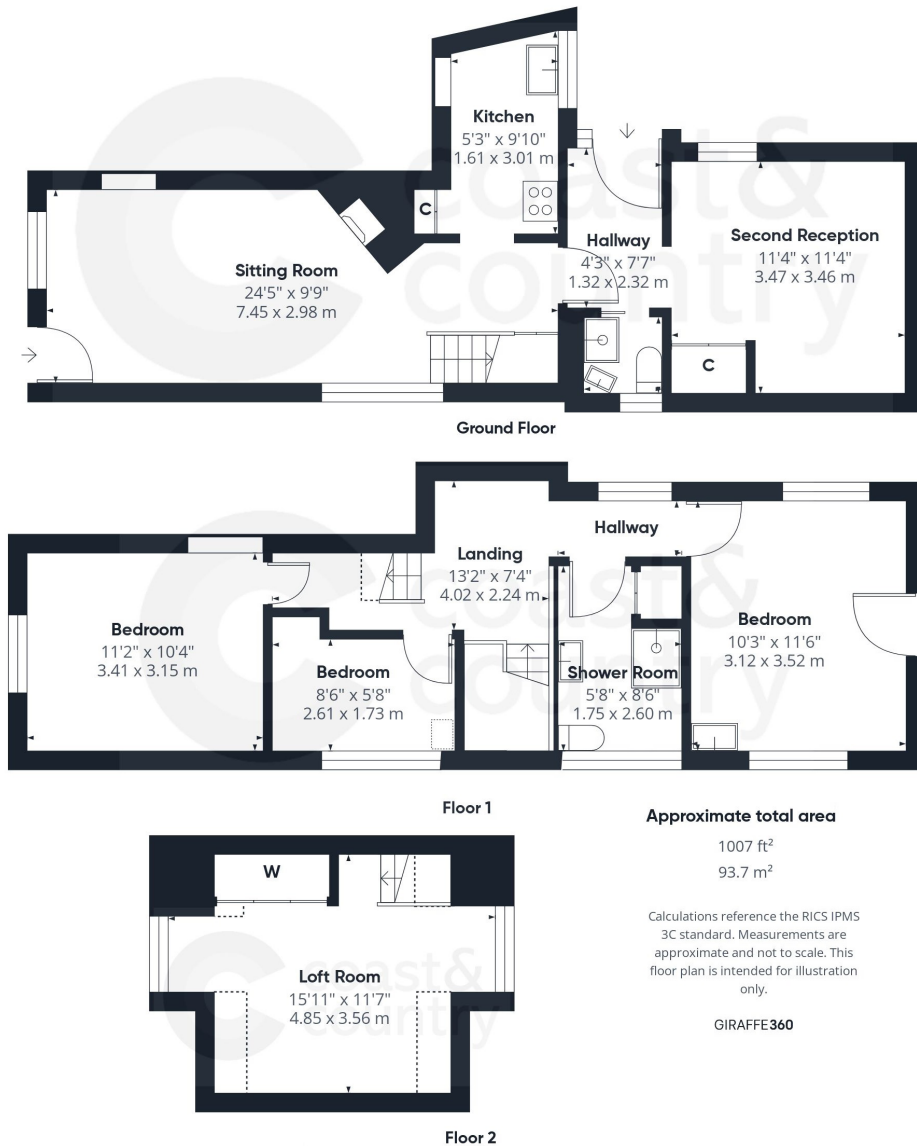 Kitchen
5'3" x 9'10"
1.61 x 3.01 m
C
Hallway
4'3" x 7'7"
1.32 x 2.32 m
Second Reception
11'4" x 11'4"
3.47 x 3.46 m
Sitting Room
24'5" x 9'9"
7.45 x 2.98 m
C
Ground Floor
coast&
country
Hallway
Landing
13'2" x 7'4"
4.02 x 2.24 m
Bedroom
11'2" x 10'4"
3.41 x 3.15 m
Bedroom
8'6" x 5'8"
2.61 x 1.73 m
Shower Room
5'8" x 8'6"
1.75 x 2.60 m
Bedroom
10'3" x 11'6"
3.12 x 3.52 m
coast&
country
Floor 1
W
Loft Room
15'11" x 11'7"
4.85 x 3.56 m
coast&
country
Floor 2
Approximate total area
1007 ft²
93.7 m²
Calculations reference the RICS IPMS
3C standard. Measurements are
approximate and not to scale. This
floor plan is intended for illustration
only.
GIRAFFE360